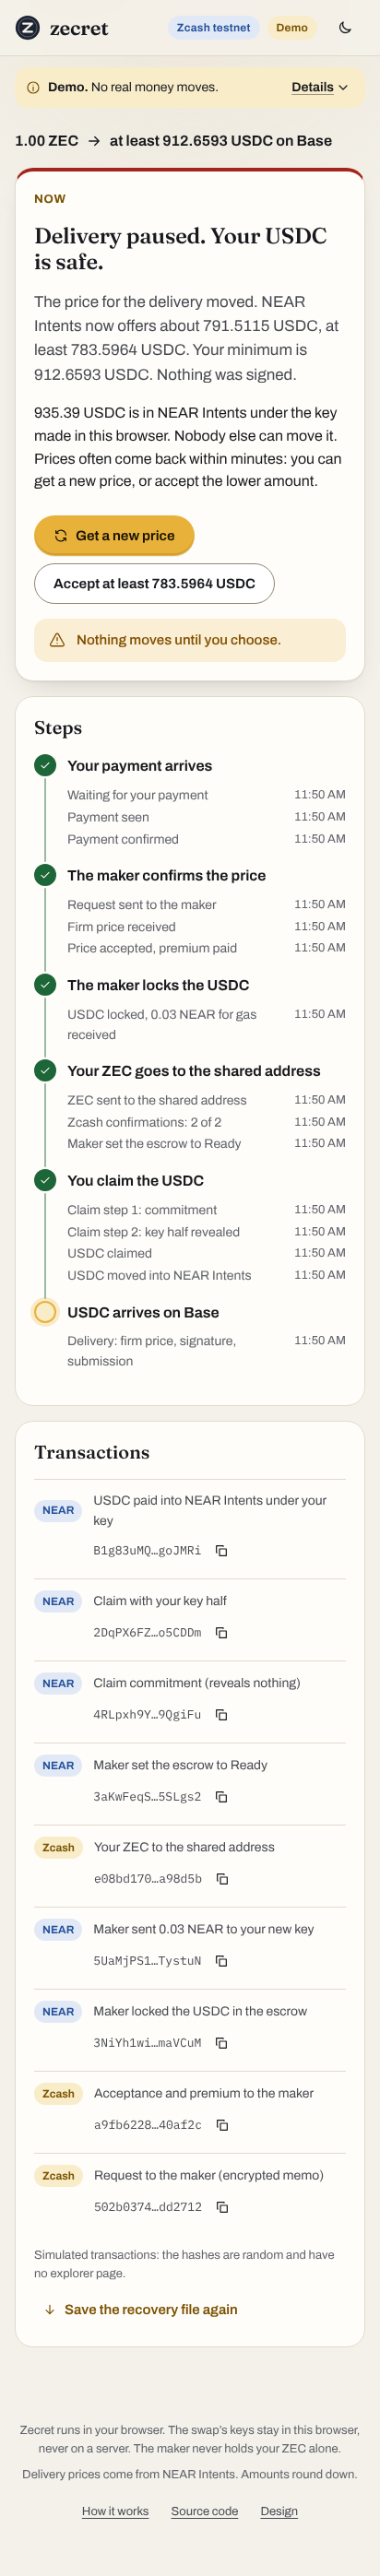 zecret
Zcash testnet
Demo
Demo. No real money moves.
Details
1.00 ZEC → at least 912.6593 USDC on Base
NOW
Delivery paused. Your USDC
is safe.
The price for the delivery moved. NEAR
Intents now offers about 791.5115 USDC, at
least 783.5964 USDC. Your minimum is
912.6593 USDC. Nothing was signed.
935.39 USDC is in NEAR Intents under the key
made in this browser. Nobody else can move it.
Prices often come back within minutes: you can
get a new price, or accept the lower amount.
Get a new price
Accept at least 783.5964 USDC
Nothing moves until you choose.
Steps
Your payment arrives
Waiting for your payment 11:50 AM
Payment seen 11:50 AM
Payment confirmed 11:50 AM
The maker confirms the price
Request sent to the maker 11:50 AM
Firm price received 11:50 AM
Price accepted, premium paid 11:50 AM
The maker locks the USDC
USDC locked, 0.03 NEAR for gas 11:50 AM
received
Your ZEC goes to the shared address
ZEC sent to the shared address 11:50 AM
Zcash confirmations: 2 of 2 11:50 AM
Maker set the escrow to Ready 11:50 AM
You claim the USDC
Claim step 1: commitment 11:50 AM
Claim step 2: key half revealed 11:50 AM
USDC claimed 11:50 AM
USDC moved into NEAR Intents 11:50 AM
USDC arrives on Base
Delivery: firm price, signature, 11:50 AM
submission
Transactions
NEAR USDC paid into NEAR Intents under your
key
B1g83uMQ…goJMRi
NEAR Claim with your key half
2DqPX6FZ…o5CDDm
NEAR Claim commitment (reveals nothing)
4RLpxh9Y…9QgiFu
NEAR Maker set the escrow to Ready
3aKwFeqS…5SLgs2
Zcash Your ZEC to the shared address
e08bd170…a98d5b
NEAR Maker sent 0.03 NEAR to your new key
5UaMjPS1…TystuN
NEAR Maker locked the USDC in the escrow
3NiYh1wi…maVCuM
Zcash Acceptance and premium to the maker
a9fb6228…40af2c
Zcash Request to the maker (encrypted memo)
502b0374…dd2712
Simulated transactions: the hashes are random and have
no explorer page.
Save the recovery file again
Zecret runs in your browser. The swap's keys stay in this browser,
never on a server. The maker never holds your ZEC alone.
Delivery prices come from NEAR Intents. Amounts round down.
How it works Source code Design